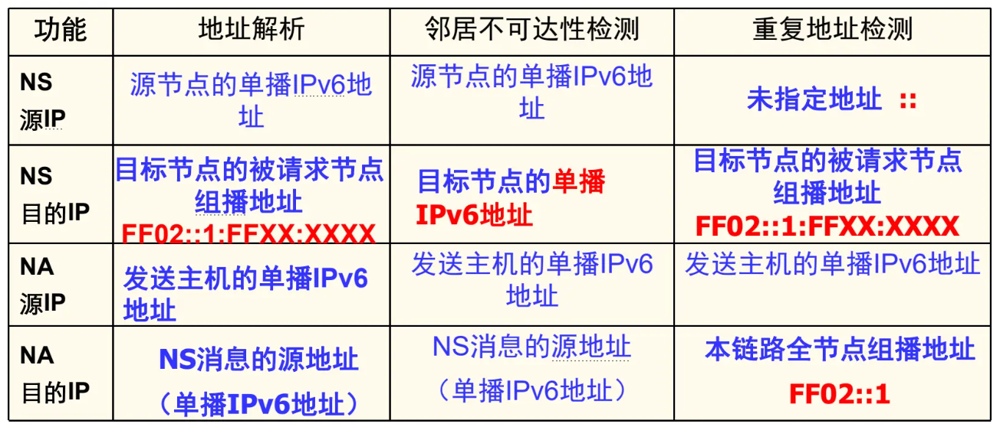 功能 地址解析 邻居不可达性检测 重复地址检测
NS
源IP
源节点的单播IPv6地
址
源节点的单播IPv6地
址
未指定地址 ::
NS
目的IP
目标节点的被请求节点
组播地址
FF02::1:FFXX:XXXX
目标节点的单播
IPv6地址
目标节点的被请求节点
组播地址
FF02::1:FFXX:XXXX
NA
源IP
发送主机的单播IPv6
地址
发送主机的单播IPv6
地址
发送主机的单播IPv6地址
NA
目的IP
NS消息的源地址
（单播IPv6地址）
NS消息的源地址
（单播IPv6地址）
本链路全节点组播地址
FF02::1